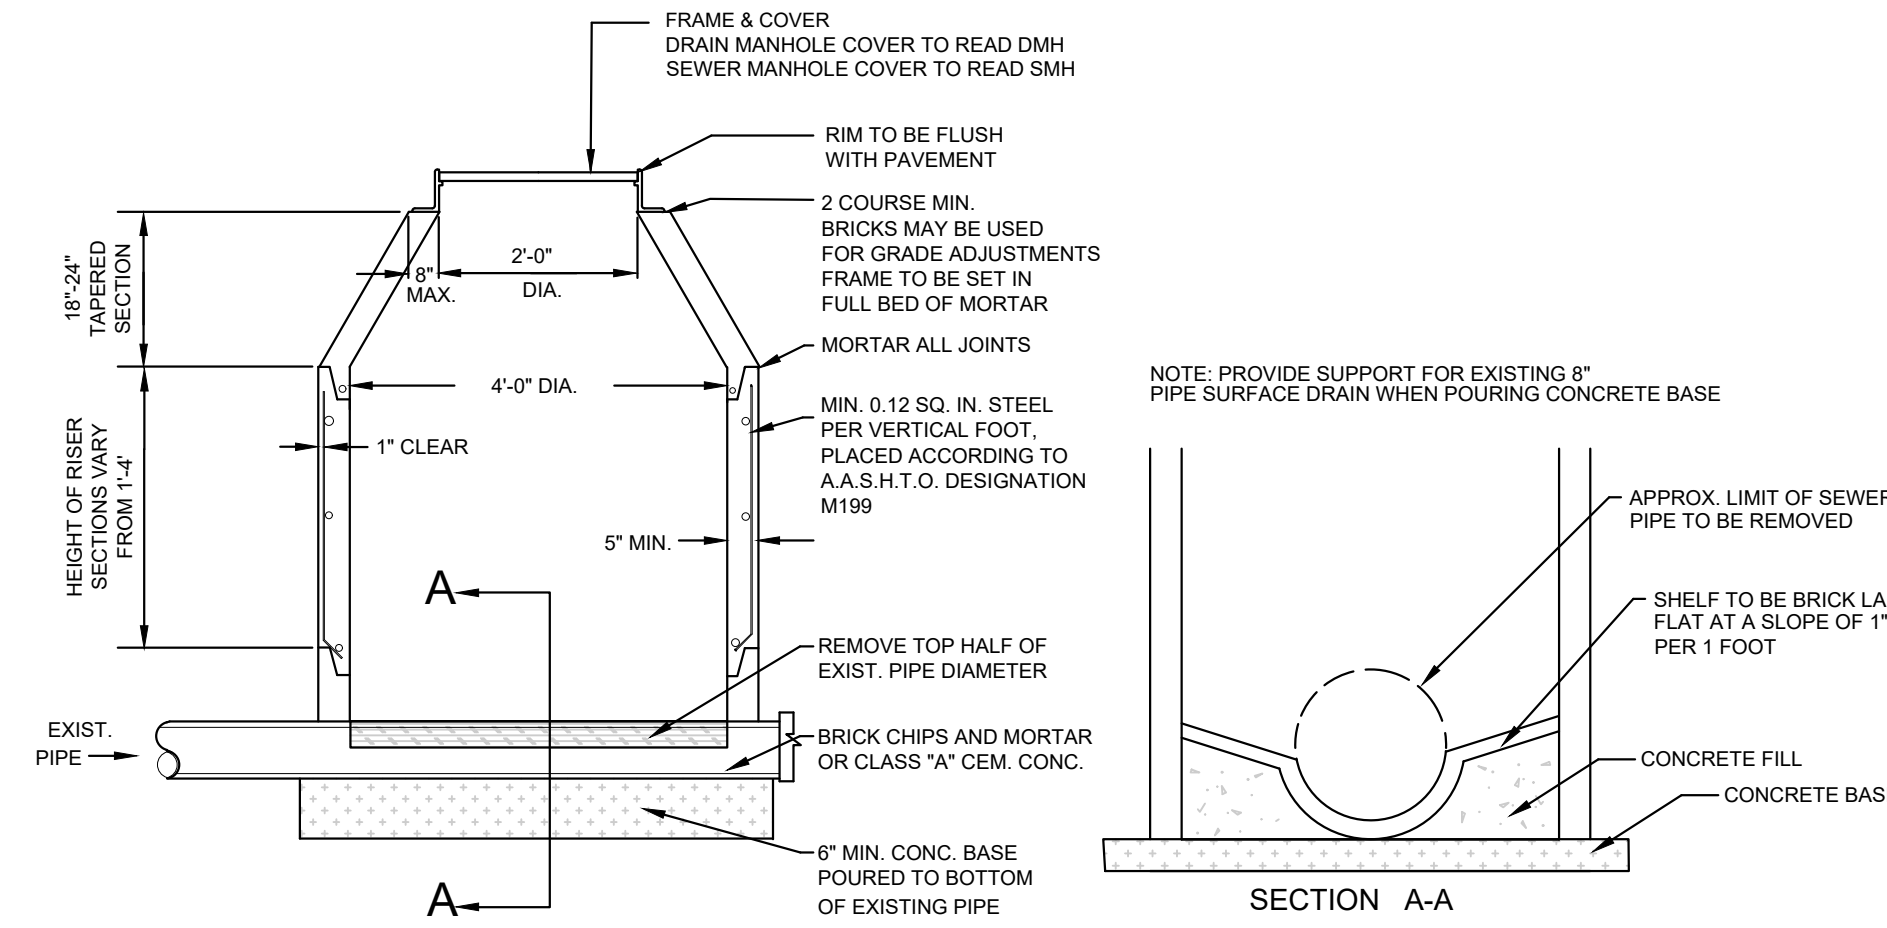 FRAME & COVER
DRAIN MANHOLE COVER TO READ DMH
SEWER MANHOLE COVER TO READ SMH
RIM TO BE FLUSH
WITH PAVEMENT
2 COURSE MIN.
BRICKS MAY BE USED
FOR GRADE ADJUSTMENTS
FRAME TO BE SET IN
FULL BED OF MORTAR
18"-24"
TAPERED
SECTION
8"
MAX.
2'-0"
DIA.
MORTAR ALL JOINTS
4'-0" DIA.
MIN. 0.12 SQ. IN. STEEL
PER VERTICAL FOOT,
PLACED ACCORDING TO
A.A.S.H.T.O. DESIGNATION
M199
HEIGHT OF RISER
SECTIONS VARY
FROM 1'-4'
1" CLEAR
5" MIN.
A
REMOVE TOP HALF OF
EXIST. PIPE DIAMETER
EXIST.
PIPE
BRICK CHIPS AND MORTAR
OR CLASS "A" CEM. CONC.
6" MIN. CONC. BASE
POURED TO BOTTOM
OF EXISTING PIPE
A
NOTE: PROVIDE SUPPORT FOR EXISTING 8"
PIPE SURFACE DRAIN WHEN POURING CONCRETE BASE
APPROX. LIMIT OF SEWER
PIPE TO BE REMOVED
SHELF TO BE BRICK LA
FLAT AT A SLOPE OF 1"
PER 1 FOOT
CONCRETE FILL
CONCRETE BAS
SECTION A-A